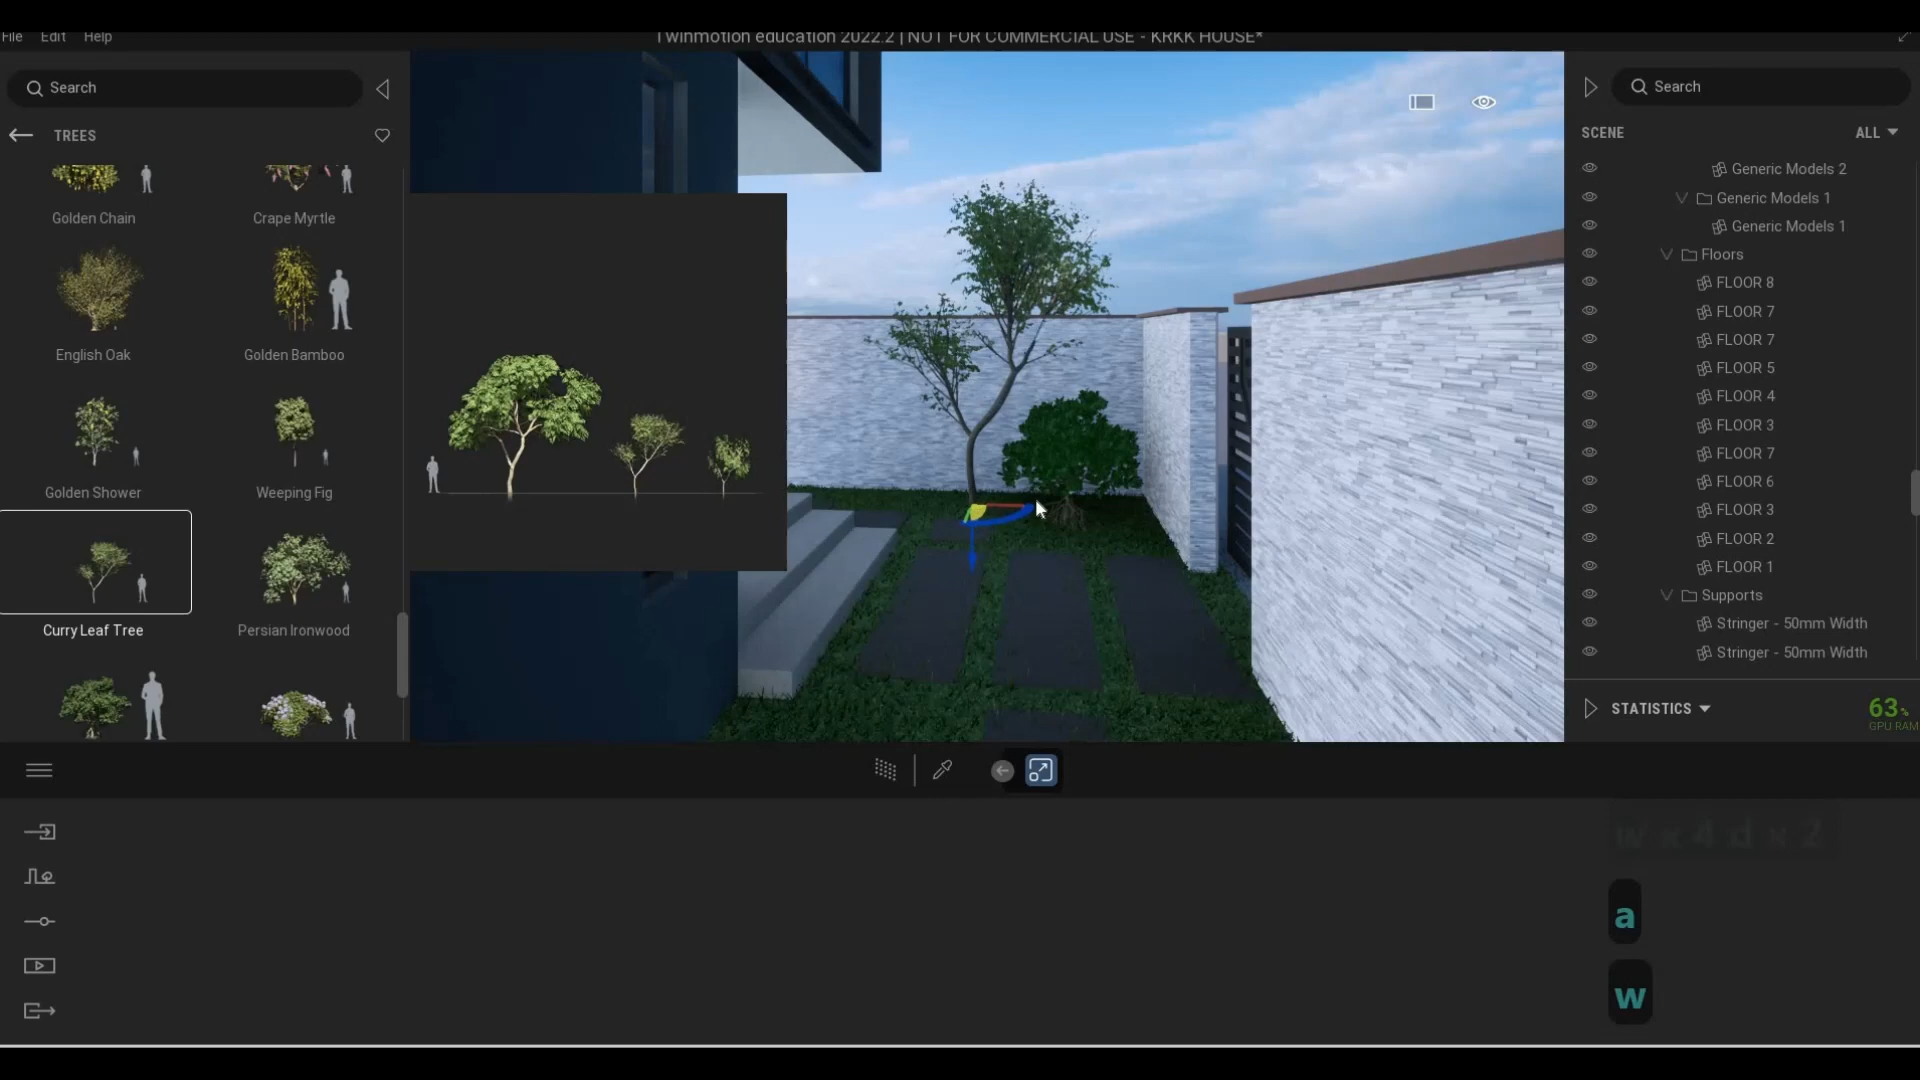 File Edit Help
Twinmotion education 2022.2 | NOT FOR COMMERCIAL USE - KRKK HOUSE*
Search
TREES
Golden Chain
Crape Myrtle
English Oak
Golden Bamboo
Golden Shower
Weeping Fig
Curry Leaf Tree
Persian Ironwood
Search
SCENE
ALL
Generic Models 2
Generic Models 1
Generic Models 1
Floors
FLOOR 8
FLOOR 7
FLOOR 7
FLOOR 5
FLOOR 4
FLOOR 3
FLOOR 7
FLOOR 6
FLOOR 3
FLOOR 2
FLOOR 1
Supports
Stringer - 50mm Width
Stringer - 50mm Width
STATISTICS
63%
GPU RAM
w x 4 d x 2
a
w